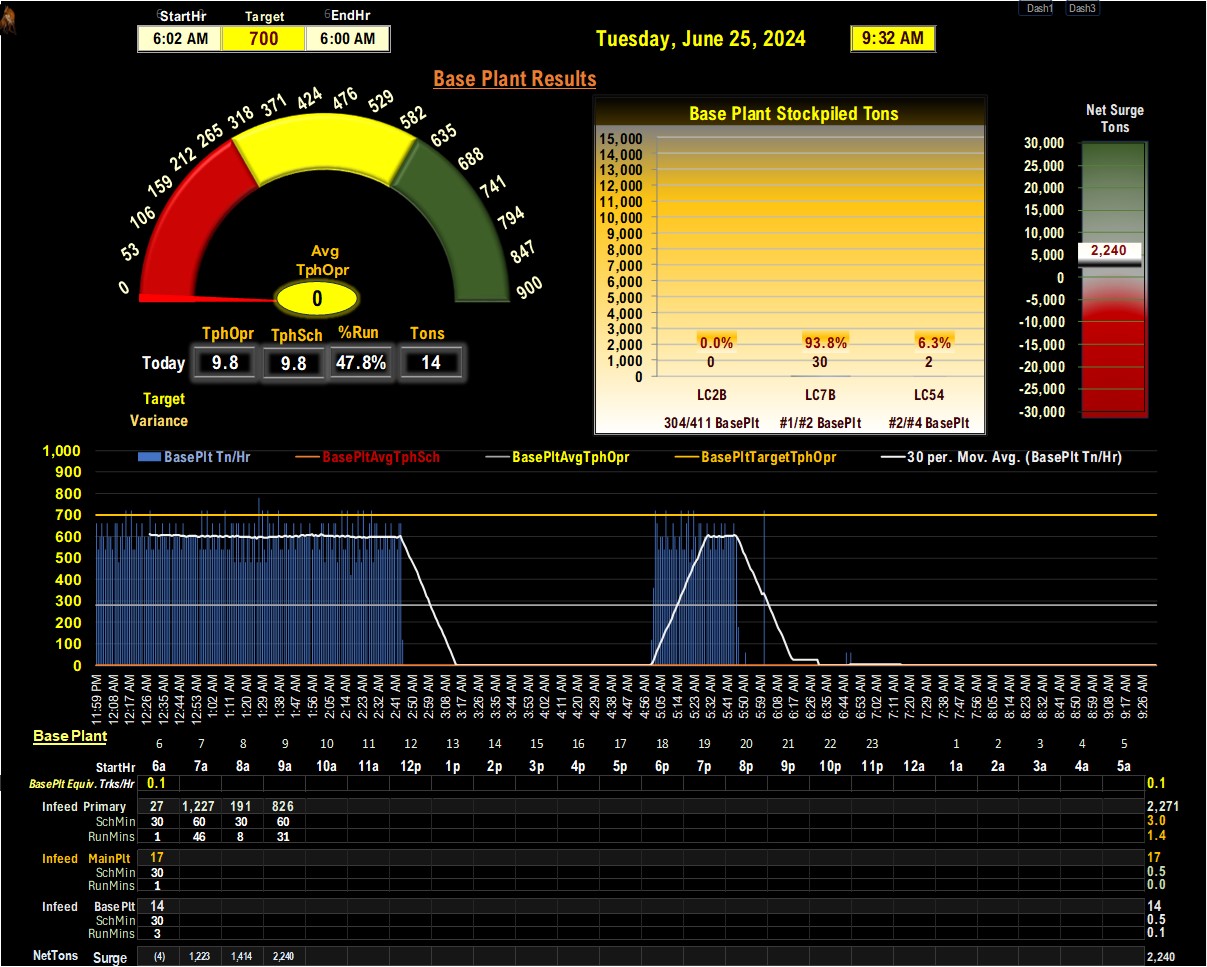 Dash1 Dash3
StartHr Target EndHr
6:02 AM 700 6:00 AM
Tuesday, June 25, 2024 9:32 AM
Base Plant Results
0 53 106 159 212 265 318 371 424 476 529 582 635 688 741 794 847 900
Avg
TphOpr
0
TphOpr TphSch %Run Tons
Today 9.8 9.8 47.8% 14
Target
Variance
Base Plant Stockpiled Tons
15,000
14,000
13,000
12,000
11,000
10,000
9,000
8,000
7,000
6,000
5,000
4,000
3,000
2,000
1,000
0
0.0% 93.8% 6.3%
0 30 2
LC2B LC7B LC54
304/411 BasePlt #1/#2 BasePlt #2/#4 BasePlt
Net Surge
Tons
30,000
25,000
20,000
15,000
10,000
5,000
0
-5,000
-10,000
-15,000
-20,000
-25,000
-30,000
2,240
BasePlt Tn/Hr BasePltAvgTphSch BasePltAvgTphOpr BasePltTargetTphOpr 30 per. Mov. Avg. (BasePlt Tn/Hr)
1,000
900
800
700
600
500
400
300
200
100
0
11:59 PM 12:08 AM 12:17 AM 12:26 AM 12:35 AM 12:44 AM 12:53 AM 1:02 AM 1:11 AM 1:20 AM 1:29 AM 1:38 AM 1:47 AM 1:56 AM 2:05 AM 2:14 AM 2:23 AM 2:32 AM 2:41 AM 2:50 AM 2:59 AM 3:08 AM 3:17 AM 3:26 AM 3:35 AM 3:44 AM 3:53 AM 4:02 AM 4:11 AM 4:20 AM 4:29 AM 4:38 AM 4:47 AM 4:56 AM 5:05 AM 5:14 AM 5:23 AM 5:32 AM 5:41 AM 5:50 AM 5:59 AM 6:08 AM 6:17 AM 6:26 AM 6:35 AM 6:44 AM 6:53 AM 7:02 AM 7:11 AM 7:20 AM 7:29 AM 7:38 AM 7:47 AM 7:56 AM 8:05 AM 8:14 AM 8:23 AM 8:32 AM 8:41 AM 8:50 AM 8:59 AM 9:08 AM 9:17 AM 9:26 AM
Base Plant
6 7 8 9 10 11 12 13 14 15 16 17 18 19 20 21 22 23 1 2 3 4 5
StartHr 6a 7a 8a 9a 10a 11a 12p 1p 2p 3p 4p 5p 6p 7p 8p 9p 10p 11p 12a 1a 2a 3a 4a 5a
BasePlt Equiv. Trks/Hr 0.1 0.1
Infeed Primary 27 1,227 191 826 2,271
SchMin 30 60 30 60 3.0
RunMins 1 46 8 31 1.4
Infeed MainPlt 17 17
SchMin 30 0.5
RunMins 1 0.0
Infeed BasePlt 14 14
SchMin 30 0.5
RunMins 3 0.1
NetTons Surge (4) 1,223 1,414 2,240 2,240